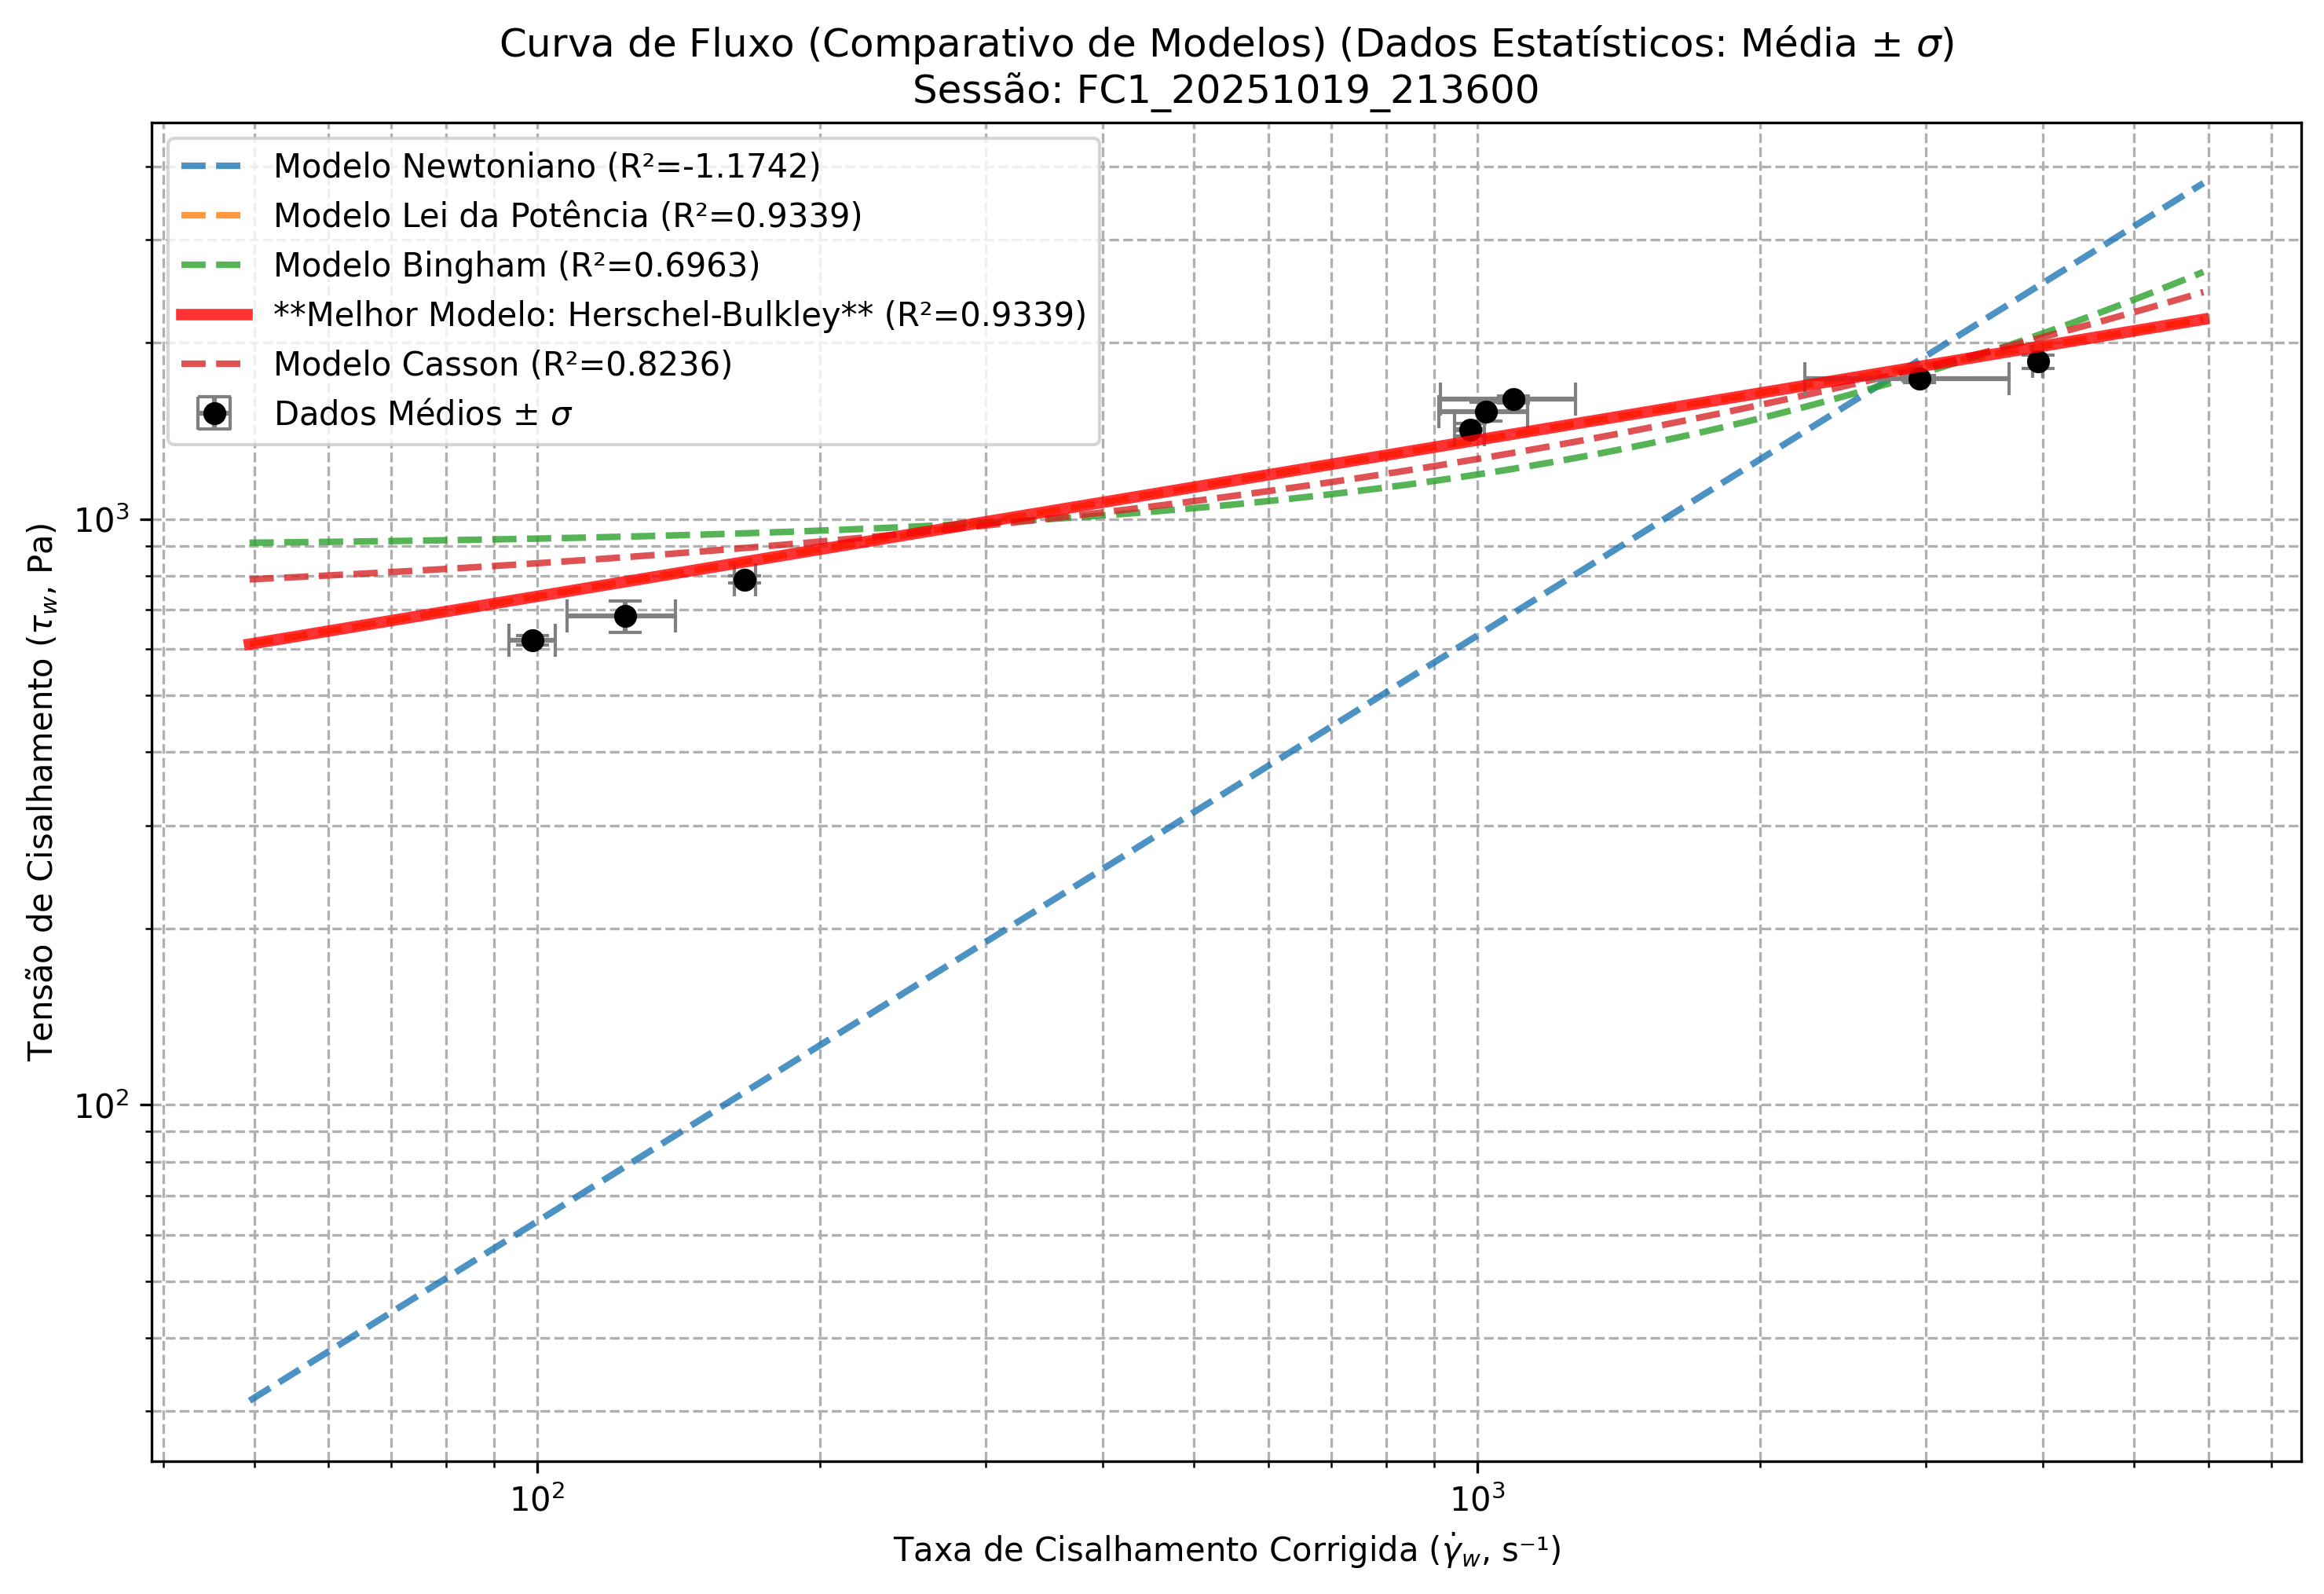 Curva de Fluxo (Comparativo de Modelos) (Dados Estatísticos: Média ± σ)
Sessão: FC1_20251019_213600
Modelo Newtoniano (R²=-1.1742)
Modelo Lei da Potência (R²=0.9339)
Modelo Bingham (R²=0.6963)
**Melhor Modelo: Herschel-Bulkley** (R²=0.9339)
Modelo Casson (R²=0.8236)
Dados Médios ± σ
Tensão de Cisalhamento (τ_w, Pa)
10³
10²
10²
10³
Taxa de Cisalhamento Corrigida (γ̇_w, s⁻¹)